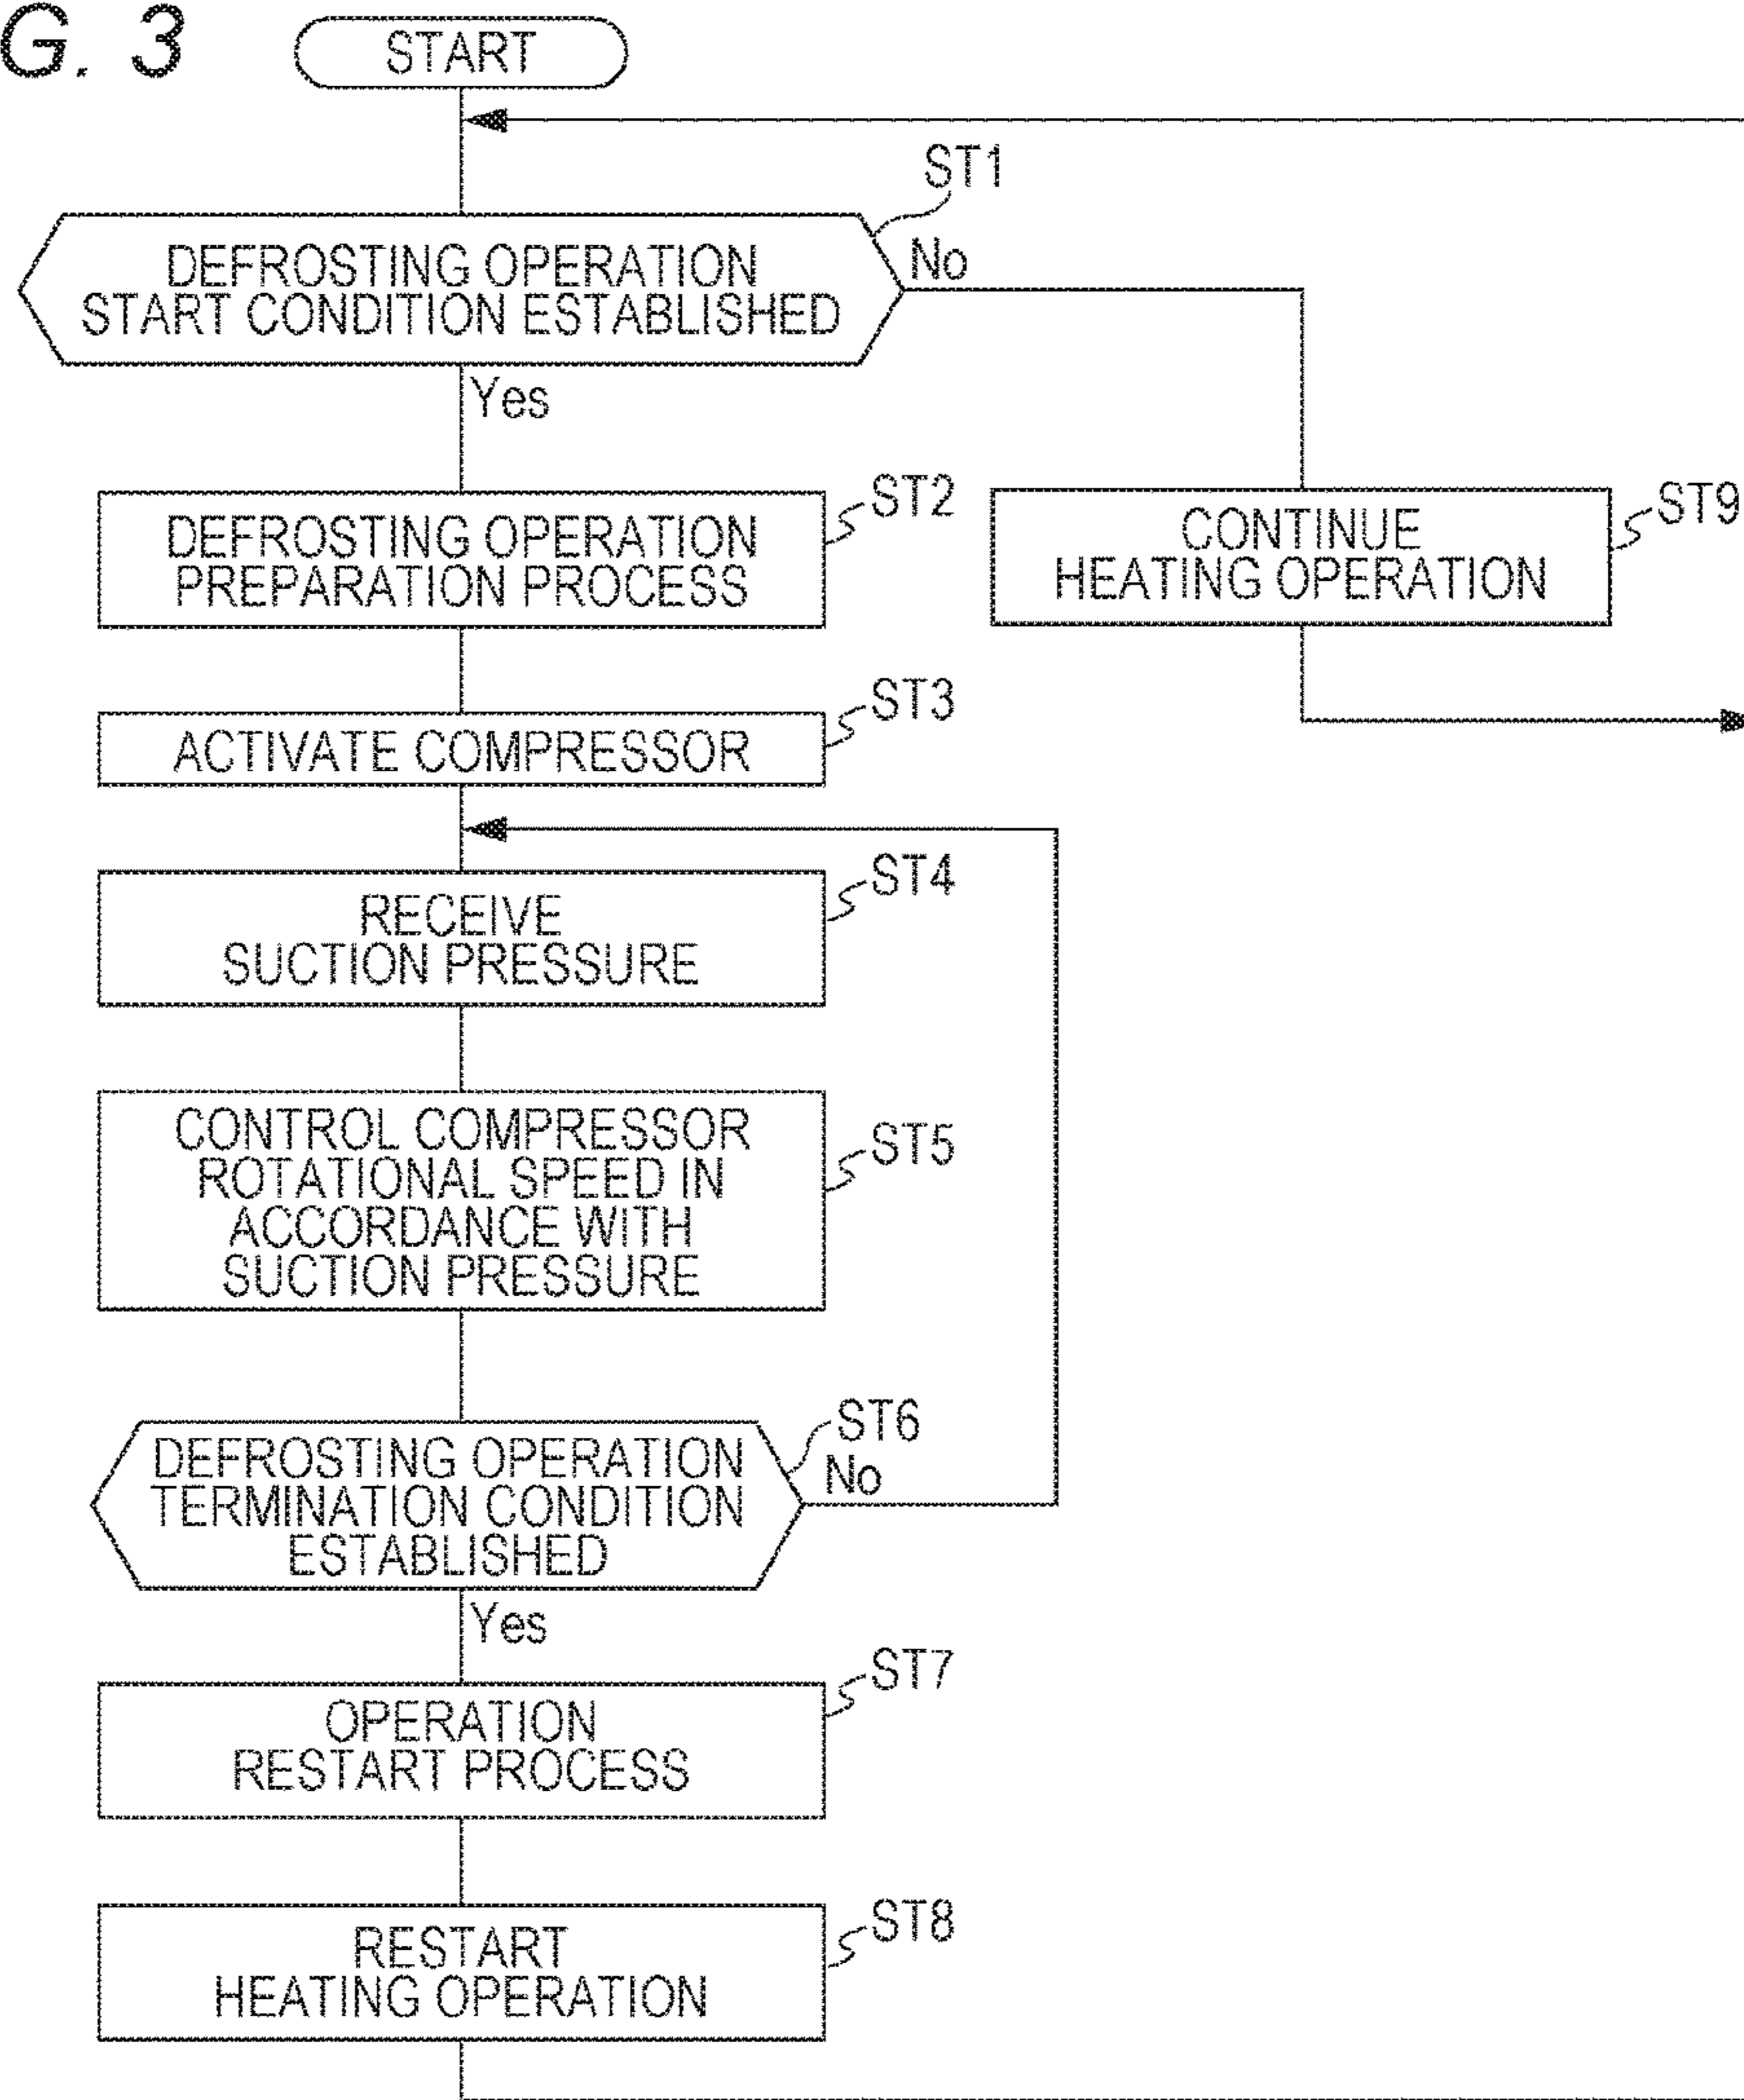 G. 3
START
ST1
DEFROSTING OPERATION
START CONDITION ESTABLISHED
No
Yes
ST2
DEFROSTING OPERATION
PREPARATION PROCESS
CONTINUE
HEATING OPERATION
ST9
ST3
ACTIVATE COMPRESSOR
ST4
RECEIVE
SUCTION PRESSURE
CONTROL COMPRESSOR
ROTATIONAL SPEED IN
ACCORDANCE WITH
SUCTION PRESSURE
ST5
ST6
DEFROSTING OPERATION
TERMINATION CONDITION
ESTABLISHED
No
Yes
ST7
OPERATION
RESTART PROCESS
ST8
RESTART
HEATING OPERATION